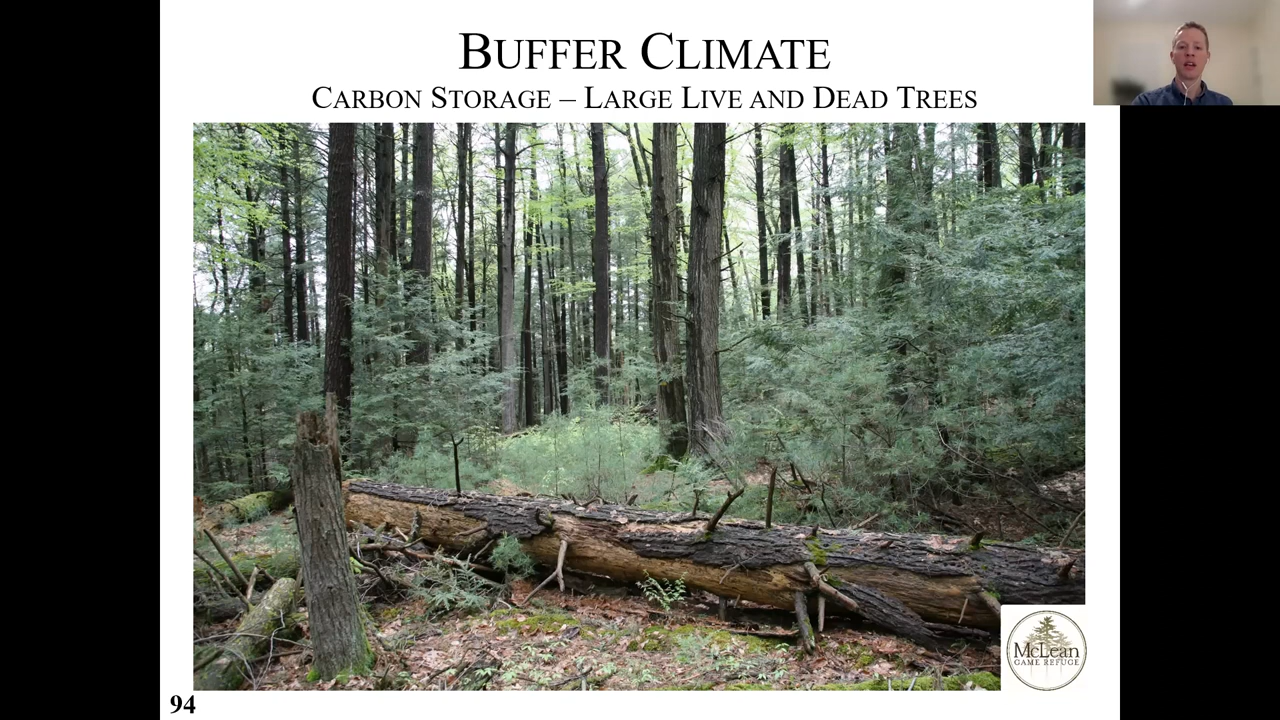 BUFFER CLIMATE
CARBON STORAGE – LARGE LIVE AND DEAD TREES
McLEAN
GAME REFUGE
94